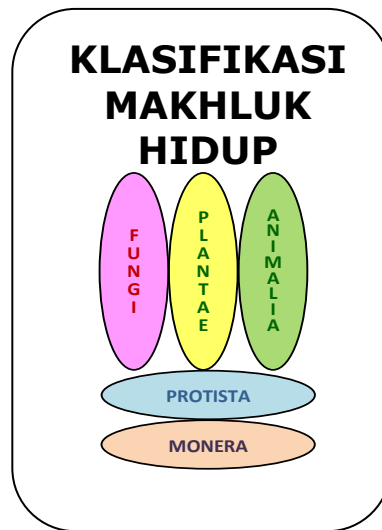 KLASIFIKASI
MAKHLUK
HIDUP
FUNGI
PLANTAE
ANIMALIA
PROTISTA
MONERA